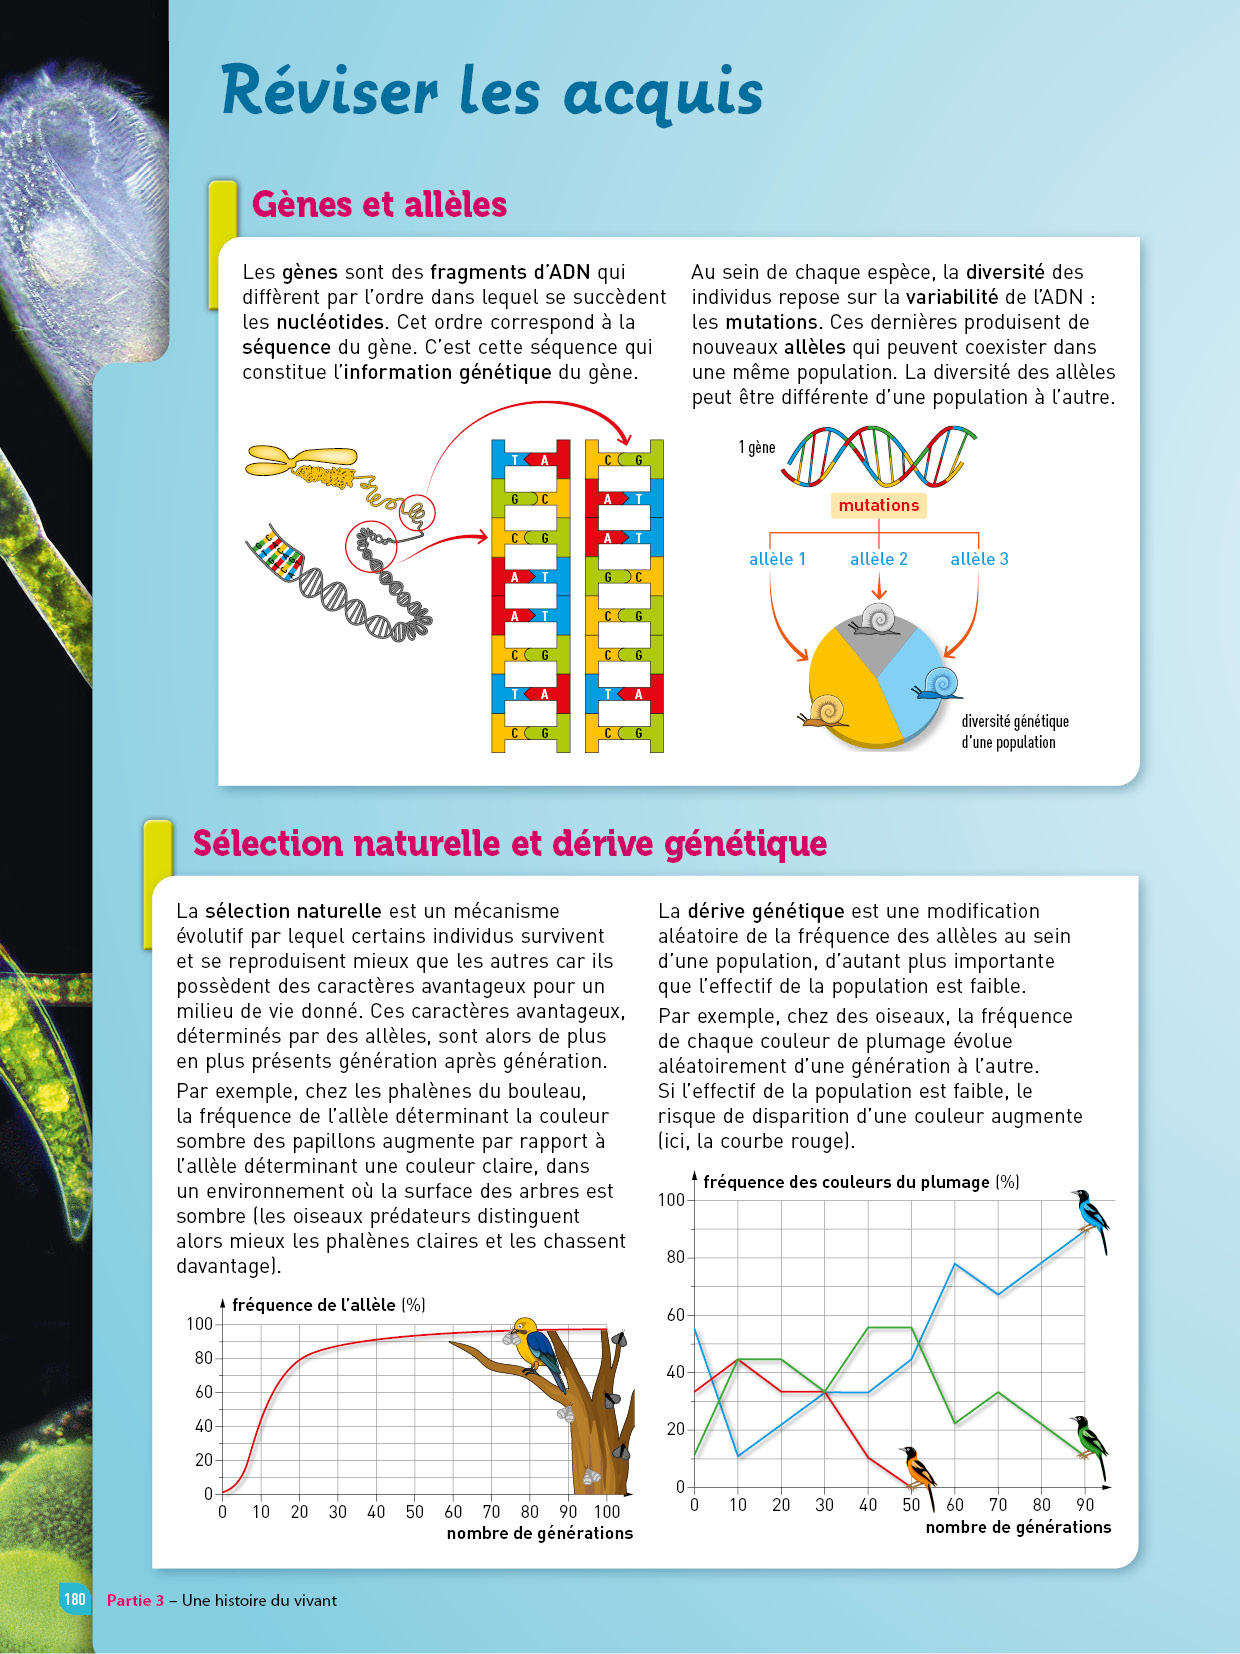 Réviser les acquis
Gènes et allèles
Les gènes sont des fragments d'ADN qui
diffèrent par l'ordre dans lequel se succèdent
les nucléotides. Cet ordre correspond à la
séquence du gène. C'est cette séquence qui
constitue l'information génétique du gène.
T A
G C
C G
A T
A T
C G
T A
C G
C G
A T
A T
G C
C G
C G
T A
C G
Au sein de chaque espèce, la diversité des
individus repose sur la variabilité de l'ADN :
les mutations. Ces dernières produisent de
nouveaux allèles qui peuvent coexister dans
une même population. La diversité des allèles
peut être différente d'une population à l'autre.
1 gène
mutations
allèle 1 allèle 2 allèle 3
diversité génétique
d'une population
Sélection naturelle et dérive génétique
La sélection naturelle est un mécanisme
évolutif par lequel certains individus survivent
et se reproduisent mieux que les autres car ils
possèdent des caractères avantageux pour un
milieu de vie donné. Ces caractères avantageux,
déterminés par des allèles, sont alors de plus
en plus présents génération après génération.
Par exemple, chez les phalènes du bouleau,
la fréquence de l'allèle déterminant la couleur
sombre des papillons augmente par rapport à
l'allèle déterminant une couleur claire, dans
un environnement où la surface des arbres est
sombre (les oiseaux prédateurs distinguent
alors mieux les phalènes claires et les chassent
davantage).
fréquence de l'allèle (%)
100
80
60
40
20
0
0 10 20 30 40 50 60 70 80 90 100
nombre de générations
La dérive génétique est une modification
aléatoire de la fréquence des allèles au sein
d'une population, d'autant plus importante
que l'effectif de la population est faible.
Par exemple, chez des oiseaux, la fréquence
de chaque couleur de plumage évolue
aléatoirement d'une génération à l'autre.
Si l'effectif de la population est faible, le
risque de disparition d'une couleur augmente
(ici, la courbe rouge).
fréquence des couleurs du plumage (%)
100
80
60
40
20
0
0 10 20 30 40 50 60 70 80 90
nombre de générations
180 Partie 3 – Une histoire du vivant